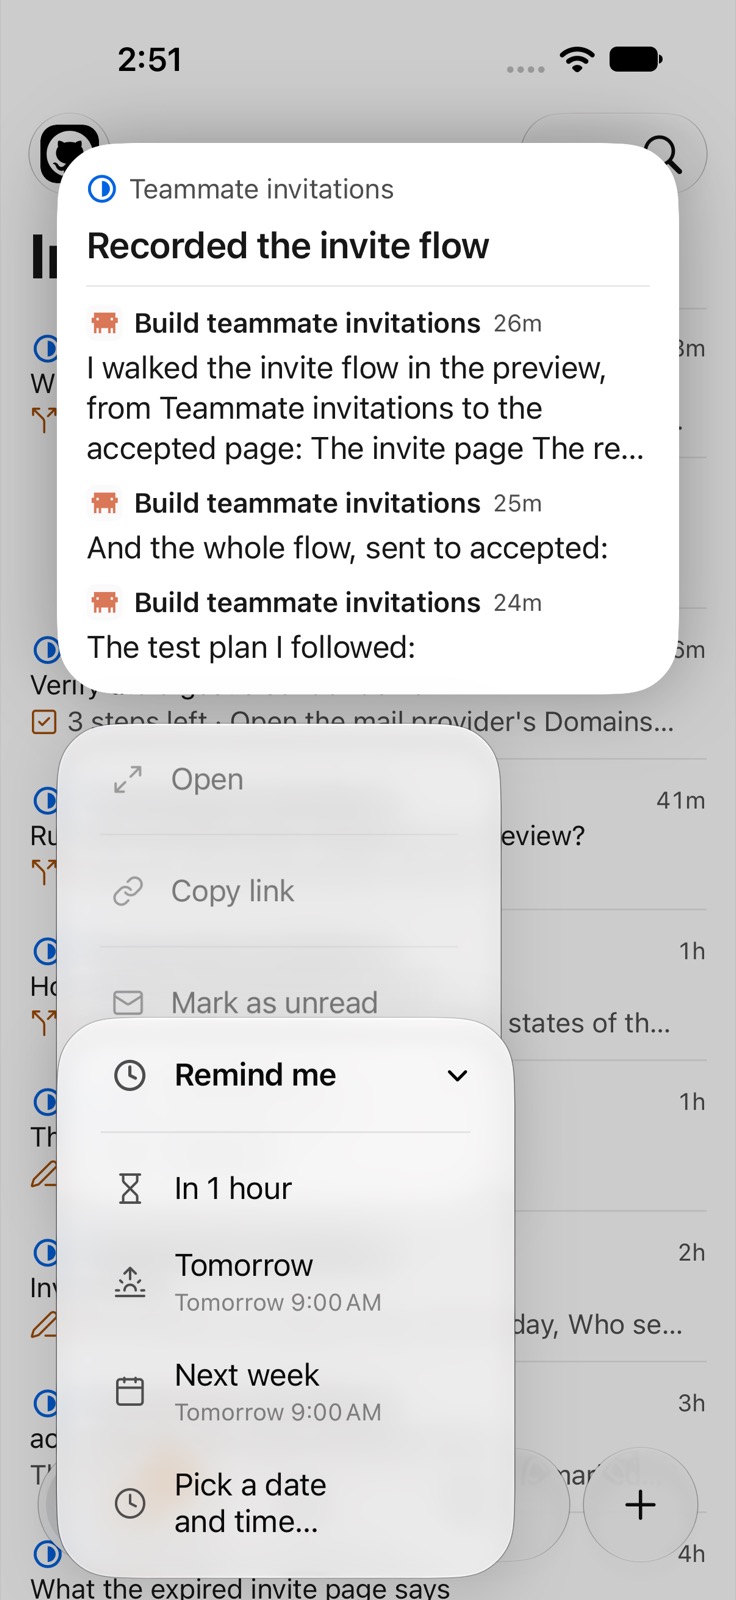 2:51
Teammate invitations
Recorded the invite flow
Build teammate invitations 26m
I walked the invite flow in the preview,
from Teammate invitations to the
accepted page: The invite page The re...
Build teammate invitations 25m
And the whole flow, sent to accepted:
Build teammate invitations 24m
The test plan I followed:
3 steps left · Open the mail provider's Domains...
Open
41m
eview?
Copy link
1h
Mark as unread
states of th...
Remind me
1h
In 1 hour
2h
Tomorrow
Tomorrow 9:00 AM
day, Who se...
Next week
3h
Tomorrow 9:00 AM
Pick a date
and time...
4h
What the expired invite page says